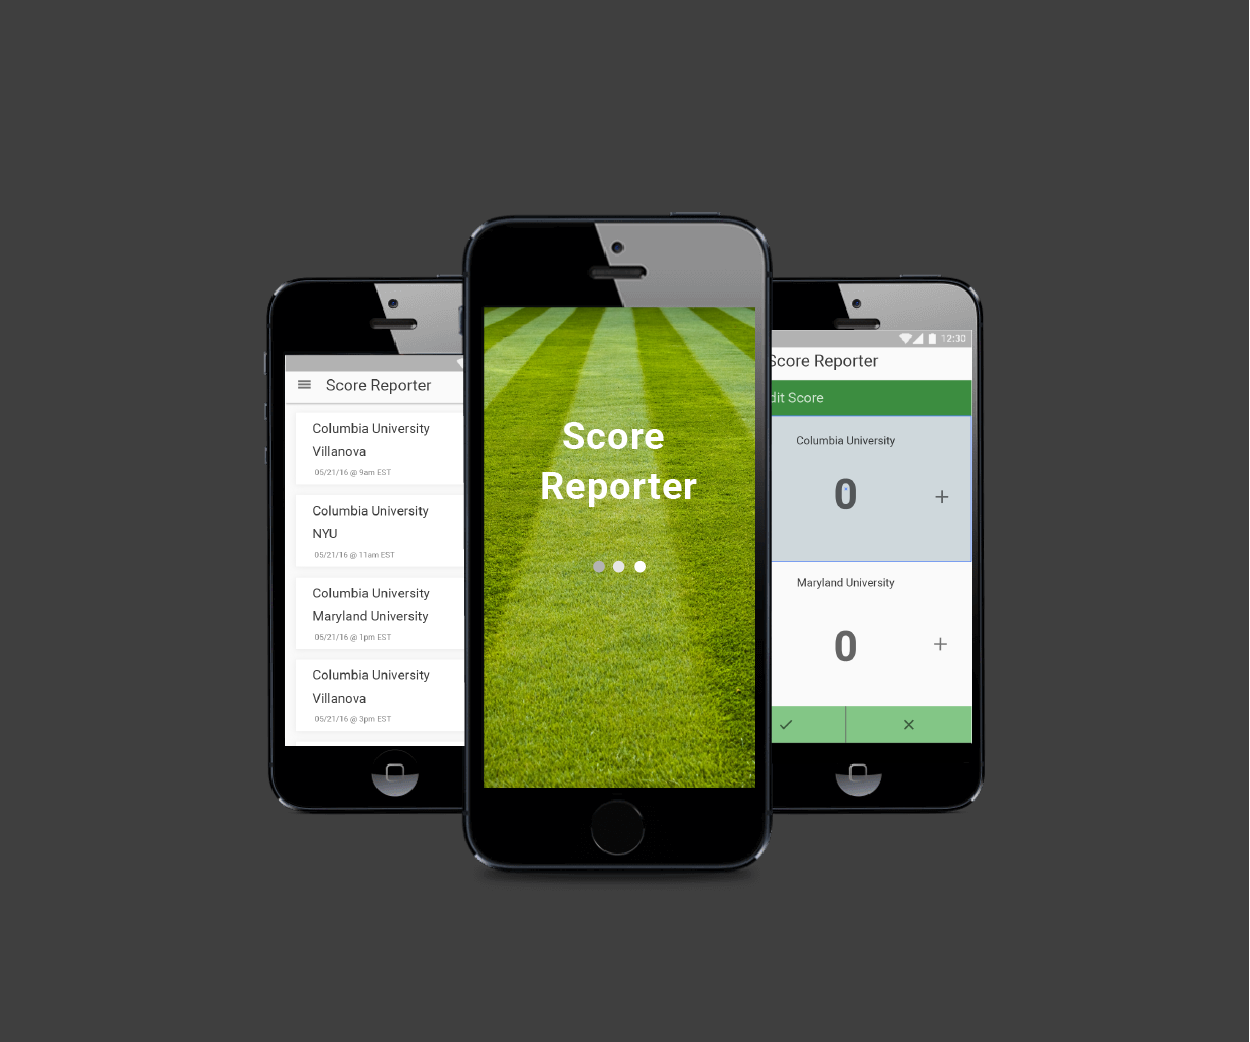 Score Reporter
Columbia University
Villanova
05/21/16 @ 9am EST
Columbia University
NYU
05/21/16 @ 11am EST
Columbia University
Maryland University
05/21/16 @ 1pm EST
Columbia University
Villanova
05/21/16 @ 3pm EST
Score
Reporter
12:30
Score Reporter
dit Score
Columbia University
0
+
Maryland University
0
+